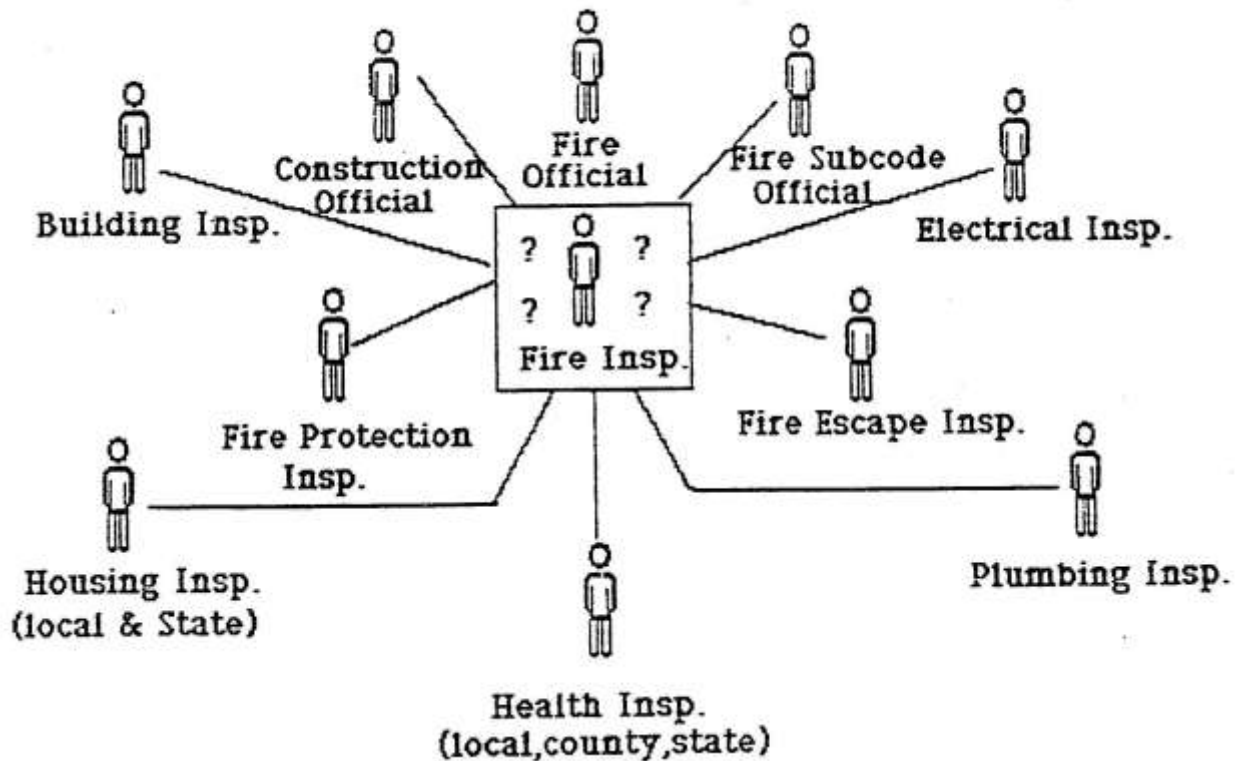 Construction
Official
Fire
Official
Fire Subcode
Official
Building Insp.
Electrical Insp.
? ?
? ?
Fire Insp.
Fire Protection
Insp.
Fire Escape Insp.
Housing Insp.
(local & State)
Plumbing Insp.
Health Insp.
(local,county,state)